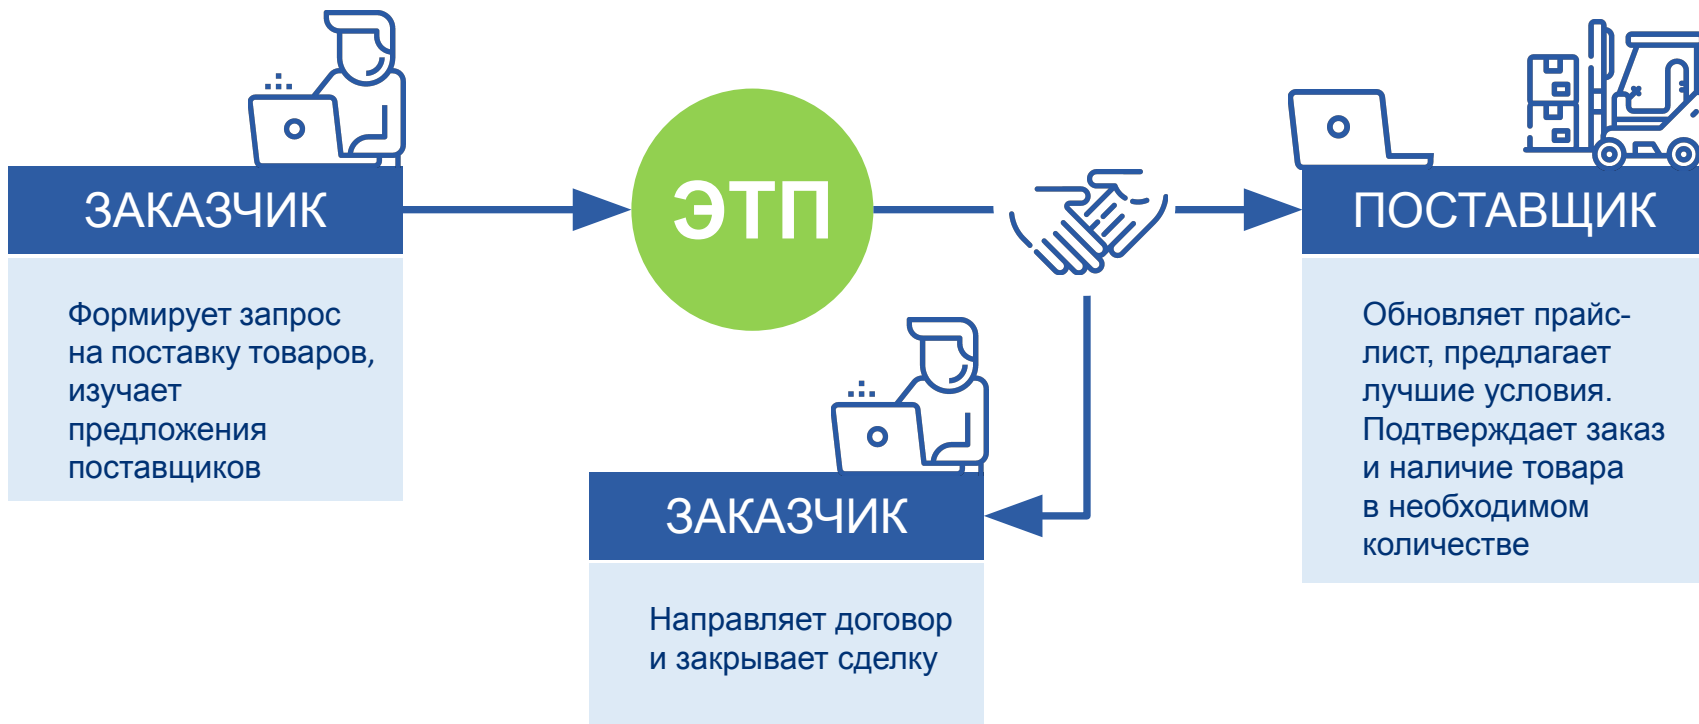 ЗАКАЗЧИК
Формирует запрос
на поставку товаров,
изучает
предложения
поставщиков
ЭТП
ПОСТАВЩИК
Обновляет прайс-
лист, предлагает
лучшие условия.
Подтверждает заказ
и наличие товара
в необходимом
количестве
ЗАКАЗЧИК
Направляет договор
и закрывает сделку